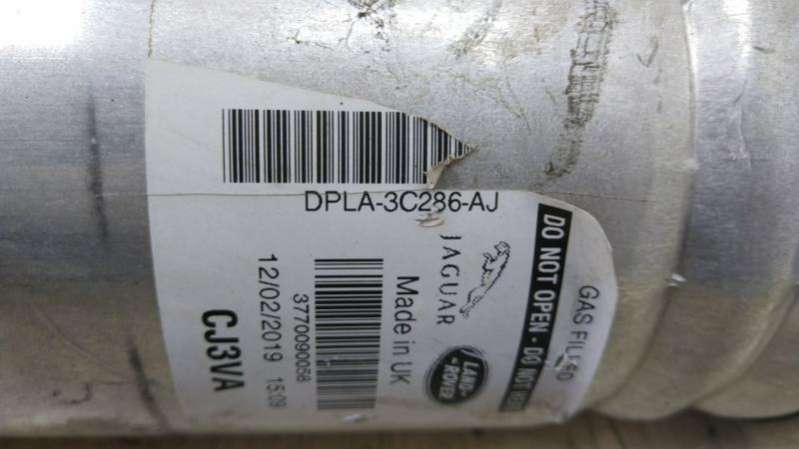 DPLA-3C286-AJ
GAS FILLED
DO NOT OPEN - DO NOT
JAGUAR
LAND-
ROVER
Made in UK
3770090058
12/02/2019 15:09
CJ3VA